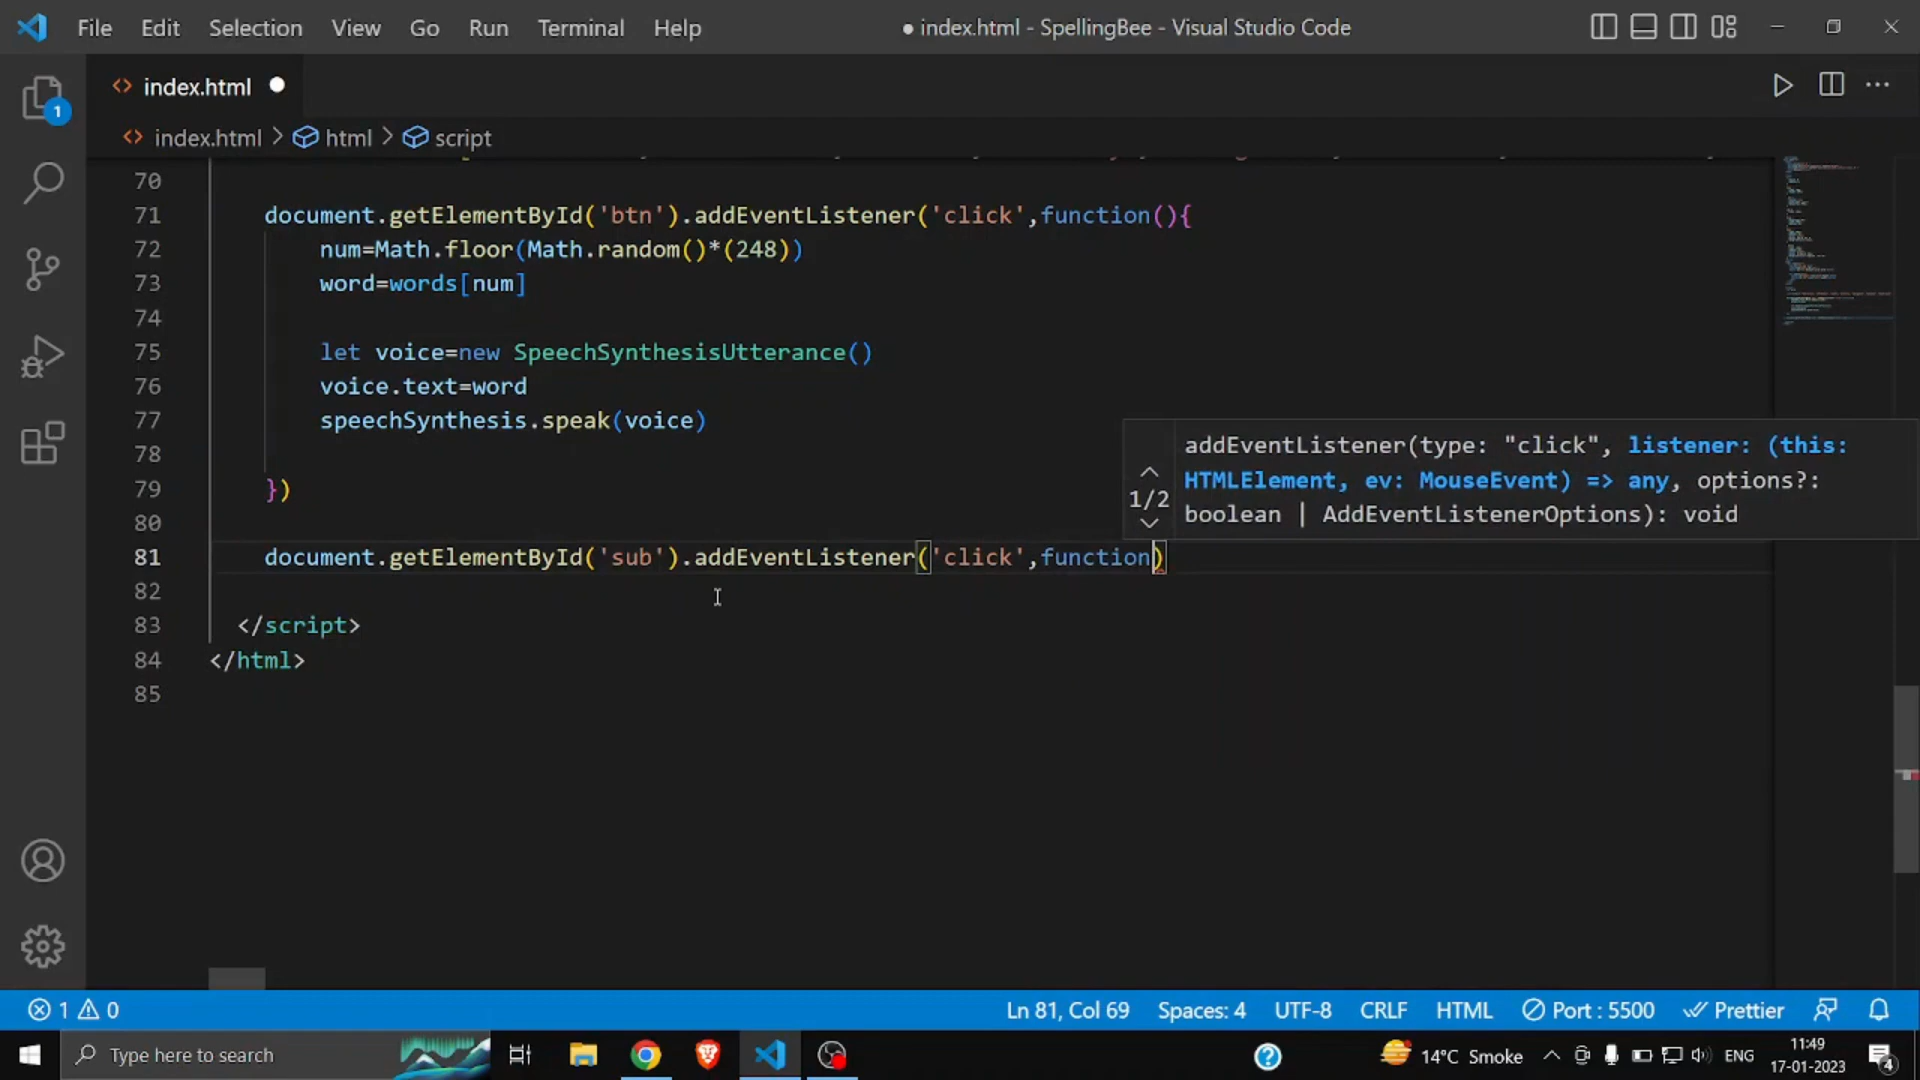 File Edit Selection View Go Run Terminal Help
● index.html - SpellingBee - Visual Studio Code
index.html
1
index.html > html > script
70
71 document.getElementById('btn').addEventListener('click',function(){
72 num=Math.floor(Math.random()*(248))
73 word=words[num]
74
75 let voice=new SpeechSynthesisUtterance()
76 voice.text=word
77 speechSynthesis.speak(voice)
78
79 })
80
addEventListener(type: "click", listener: (this:
1/2 HTMLElement, ev: MouseEvent) => any, options?:
boolean | AddEventListenerOptions): void
81 document.getElementById('sub').addEventListener('click',function)
82
83 </script>
84 </html>
85
1 0 Ln 81, Col 69 Spaces: 4 UTF-8 CRLF HTML Port : 5500 Prettier
Type here to search
14°C Smoke ENG
11:49
17-01-2023
4